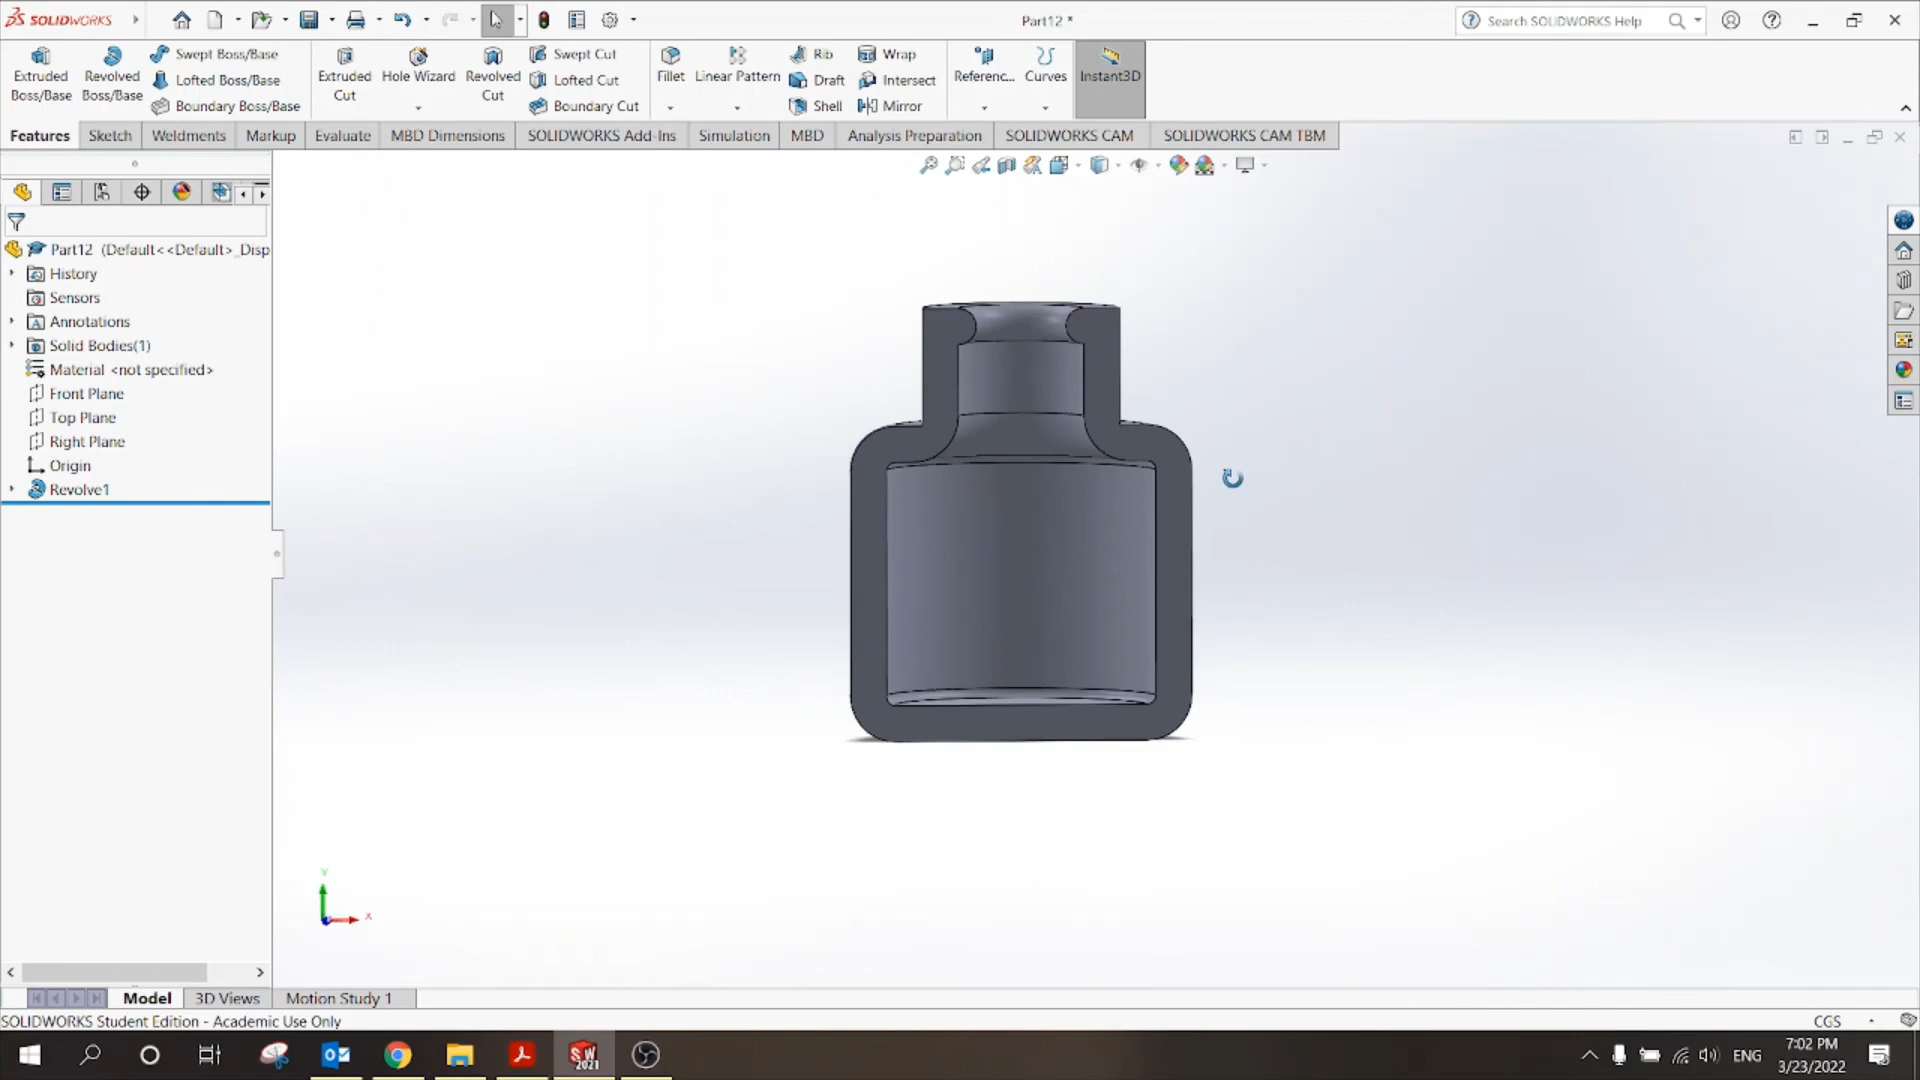 SOLIDWORKS
Part12 *
Search SOLIDWORKS Help
Extruded Boss/Base
Revolved Boss/Base
Swept Boss/Base
Lofted Boss/Base
Boundary Boss/Base
Extruded Cut
Hole Wizard
Revolved Cut
Swept Cut
Lofted Cut
Boundary Cut
Fillet
Linear Pattern
Rib
Draft
Shell
Wrap
Intersect
Mirror
Referenc...
Curves
Instant3D
Features
Sketch
Weldments
Markup
Evaluate
MBD Dimensions
SOLIDWORKS Add-Ins
Simulation
MBD
Analysis Preparation
SOLIDWORKS CAM
SOLIDWORKS CAM TBM
Part12 (Default<<Default>_Disp
History
Sensors
Annotations
Solid Bodies(1)
Material <not specified>
Front Plane
Top Plane
Right Plane
Origin
Revolve1
Y
X
Model
3D Views
Motion Study 1
SOLIDWORKS Student Edition - Academic Use Only
CGS
SW
2021
ENG
7:02 PM
3/23/2022